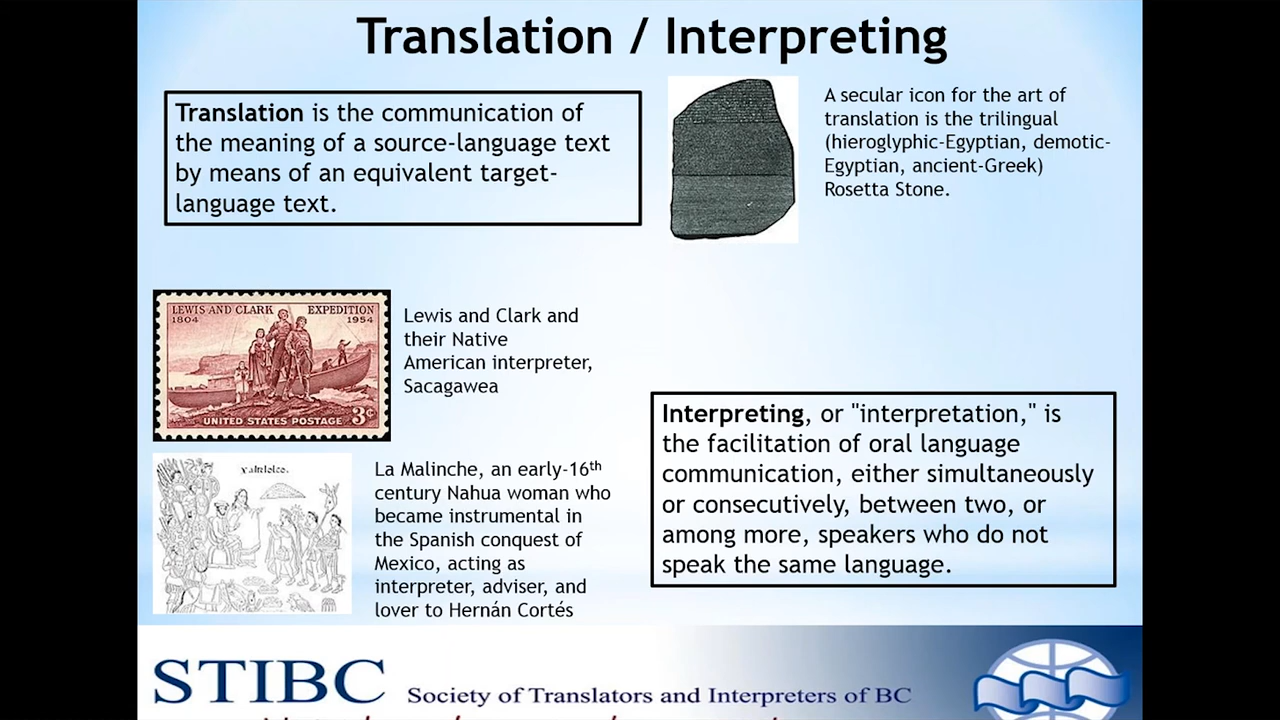 Translation / Interpreting
Translation is the communication of
the meaning of a source-language text
by means of an equivalent target-
language text.
A secular icon for the art of
translation is the trilingual
(hieroglyphic-Egyptian, demotic-
Egyptian, ancient-Greek)
Rosetta Stone.
LEWIS AND CLARK EXPEDITION
1804 1954
UNITED STATES POSTAGE 3¢
Lewis and Clark and
their Native
American interpreter,
Sacagawea
La Malinche, an early-16th
century Nahua woman who
became instrumental in
the Spanish conquest of
Mexico, acting as
interpreter, adviser, and
lover to Hernán Cortés
Interpreting, or "interpretation," is
the facilitation of oral language
communication, either simultaneously
or consecutively, between two, or
among more, speakers who do not
speak the same language.
STIBC Society of Translators and Interpreters of BC